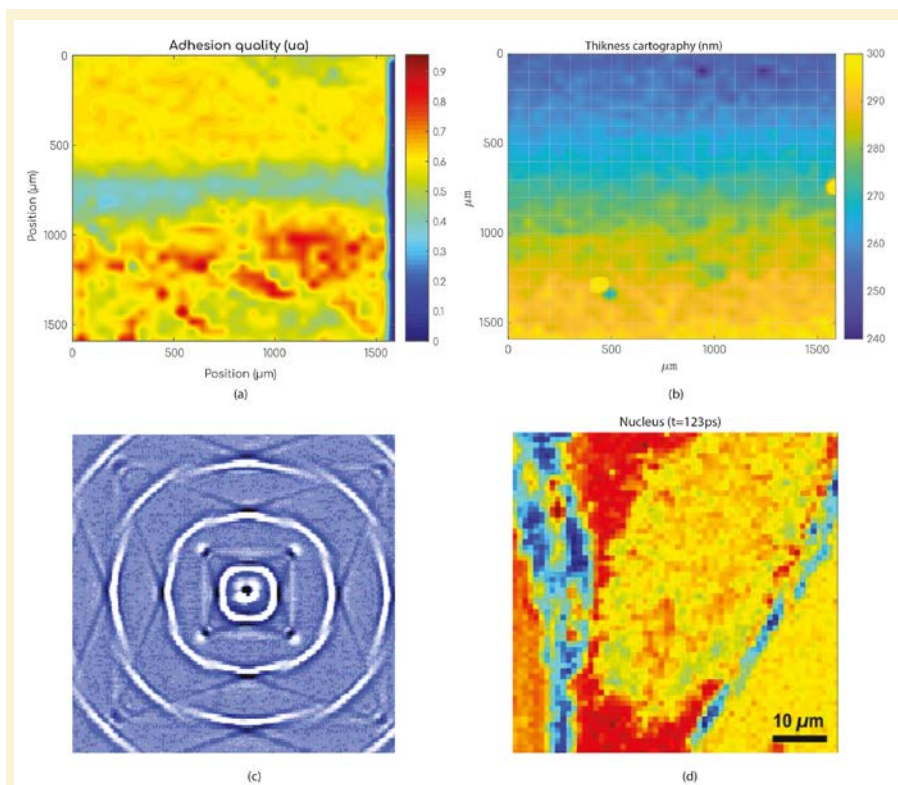 Adhesion quality (ua)
0
500
1000
1500
Position (µm)
0
500
1000
1500
Position (µm)
0.9
0.8
0.7
0.6
0.5
0.4
0.3
0.2
0.1
0
(a)
Thikness cartography (nm)
0
500
1000
1500
µm
0
500
1000
1500
µm
300
290
280
270
260
250
240
(b)
(c)
Nucleus (t=123ps)
10 µm
(d)